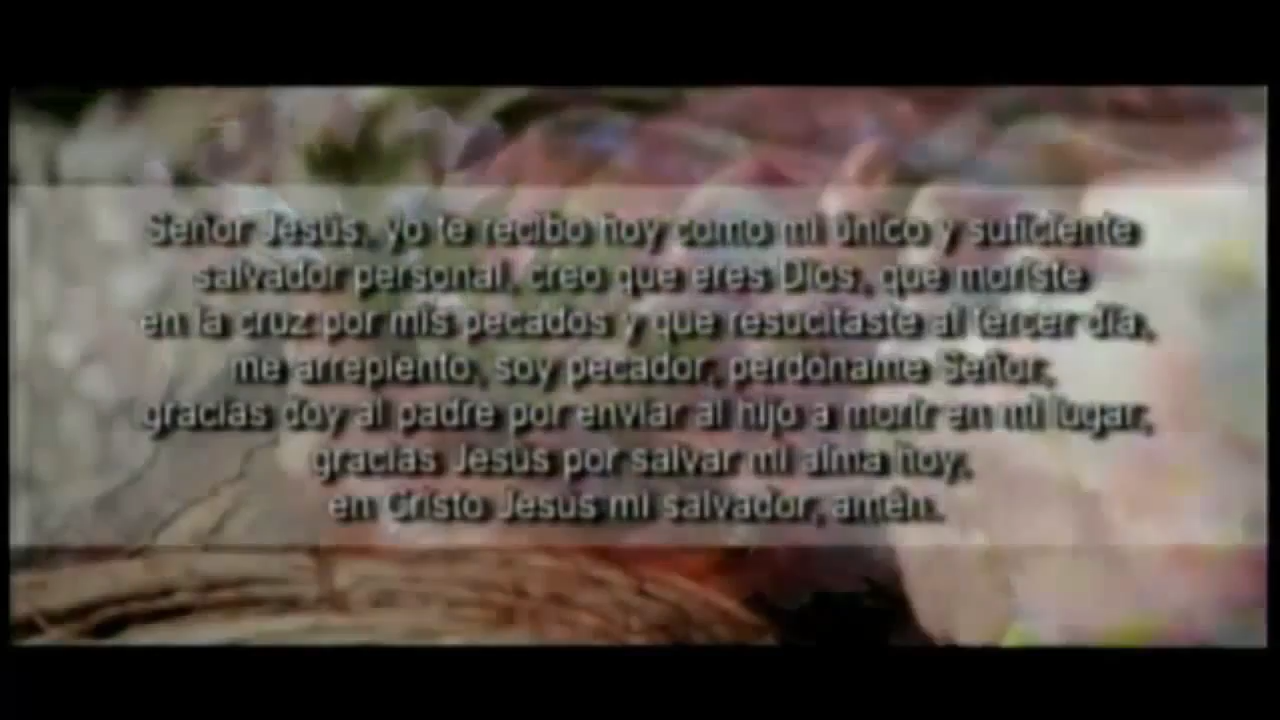 Señor Jesús, yo te recibo hoy como mi único y suficiente
salvador personal, creo que eres Dios, que moriste
en la cruz por mis pecados y que resucitaste al tercer día,
me arrepiento, soy pecador, perdóname Señor,
gracias doy al padre por enviar al hijo a morir en mi lugar,
gracias Jesús por salvar mi alma hoy,
en Cristo Jesús mi salvador, amén.